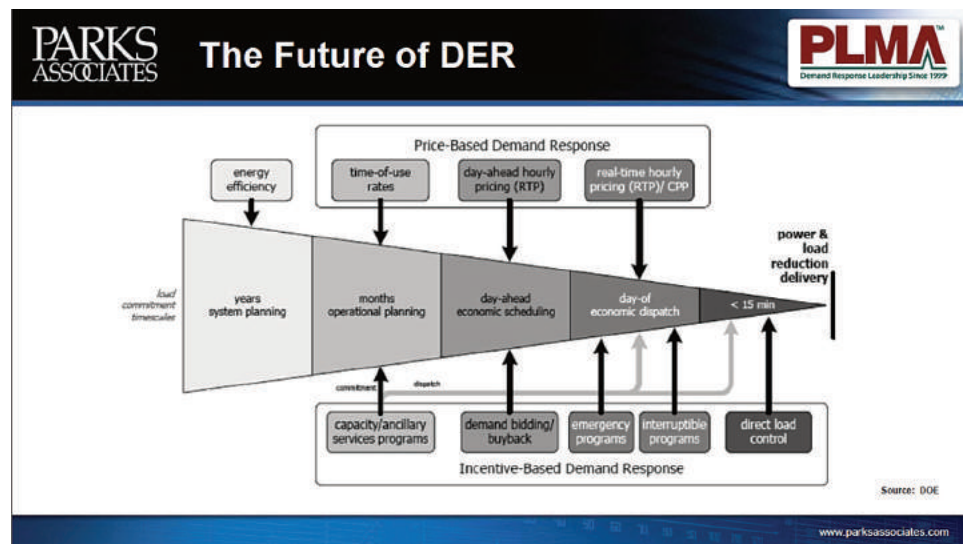 PARKS
ASSOCIATES
The Future of DER
PLMA
Demand Response Leadership Since 1999
Price-Based Demand Response
energy
efficiency
time-of-use
rates
day-ahead hourly
pricing (RTP)
real-time hourly
pricing (RTP)/ CPP
power &
load
reduction
delivery
load
commitment
timescales
years
system planning
months
operational planning
day-ahead
economic scheduling
day-of
economic dispatch
< 15 min
commitment
dispatch
capacity/ancillary
services programs
demand bidding/
buyback
emergency
programs
interruptible
programs
direct load
control
Incentive-Based Demand Response
Source: DOE
www.parksassociates.com